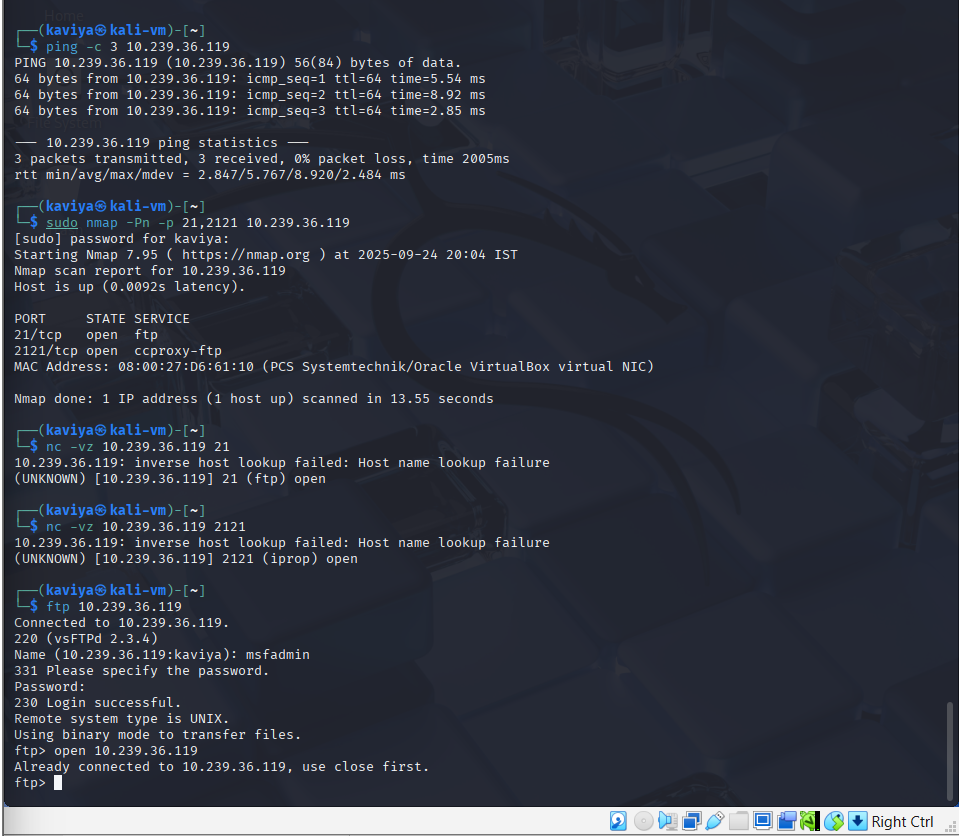 Home
┌──(kaviya㉿kali-vm)-[~]
└─$ ping -c 3 10.239.36.119
PING 10.239.36.119 (10.239.36.119) 56(84) bytes of data.
64 bytes from 10.239.36.119: icmp_seq=1 ttl=64 time=5.54 ms
64 bytes from 10.239.36.119: icmp_seq=2 ttl=64 time=8.92 ms
64 bytes from 10.239.36.119: icmp_seq=3 ttl=64 time=2.85 ms
--- 10.239.36.119 ping statistics ---
3 packets transmitted, 3 received, 0% packet loss, time 2005ms
rtt min/avg/max/mdev = 2.847/5.767/8.920/2.484 ms
┌──(kaviya㉿kali-vm)-[~]
└─$ sudo nmap -Pn -p 21,2121 10.239.36.119
[sudo] password for kaviya:
Starting Nmap 7.95 ( https://nmap.org ) at 2025-09-24 20:04 IST
Nmap scan report for 10.239.36.119
Host is up (0.0092s latency).
PORT     STATE SERVICE
21/tcp   open  ftp
2121/tcp open  ccproxy-ftp
MAC Address: 08:00:27:D6:61:10 (PCS Systemtechnik/Oracle VirtualBox virtual NIC)
Nmap done: 1 IP address (1 host up) scanned in 13.55 seconds
┌──(kaviya㉿kali-vm)-[~]
└─$ nc -vz 10.239.36.119 21
10.239.36.119: inverse host lookup failed: Host name lookup failure
(UNKNOWN) [10.239.36.119] 21 (ftp) open
┌──(kaviya㉿kali-vm)-[~]
└─$ nc -vz 10.239.36.119 2121
10.239.36.119: inverse host lookup failed: Host name lookup failure
(UNKNOWN) [10.239.36.119] 2121 (iprop) open
┌──(kaviya㉿kali-vm)-[~]
└─$ ftp 10.239.36.119
Connected to 10.239.36.119.
220 (vsFTPd 2.3.4)
Name (10.239.36.119:kaviya): msfadmin
331 Please specify the password.
Password:
230 Login successful.
Remote system type is UNIX.
Using binary mode to transfer files.
ftp> open 10.239.36.119
Already connected to 10.239.36.119, use close first.
ftp>
Right Ctrl